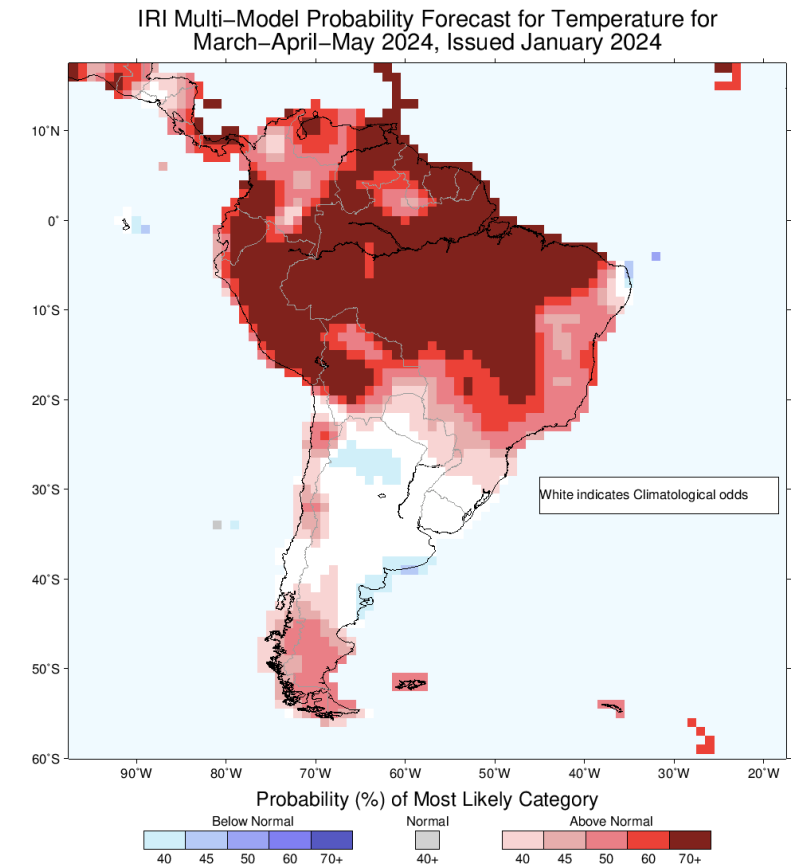 IRI Multi−Model Probability Forecast for Temperature for
March−April−May 2024, Issued January 2024
10°N
0°
10°S
20°S
30°S
40°S
50°S
60°S
White indicates Climatological odds
90°W 80°W 70°W 60°W 50°W 40°W 30°W 20°W
Probability (%) of Most Likely Category
Below Normal Normal Above Normal
40 45 50 60 70+ 40+ 40 45 50 60 70+